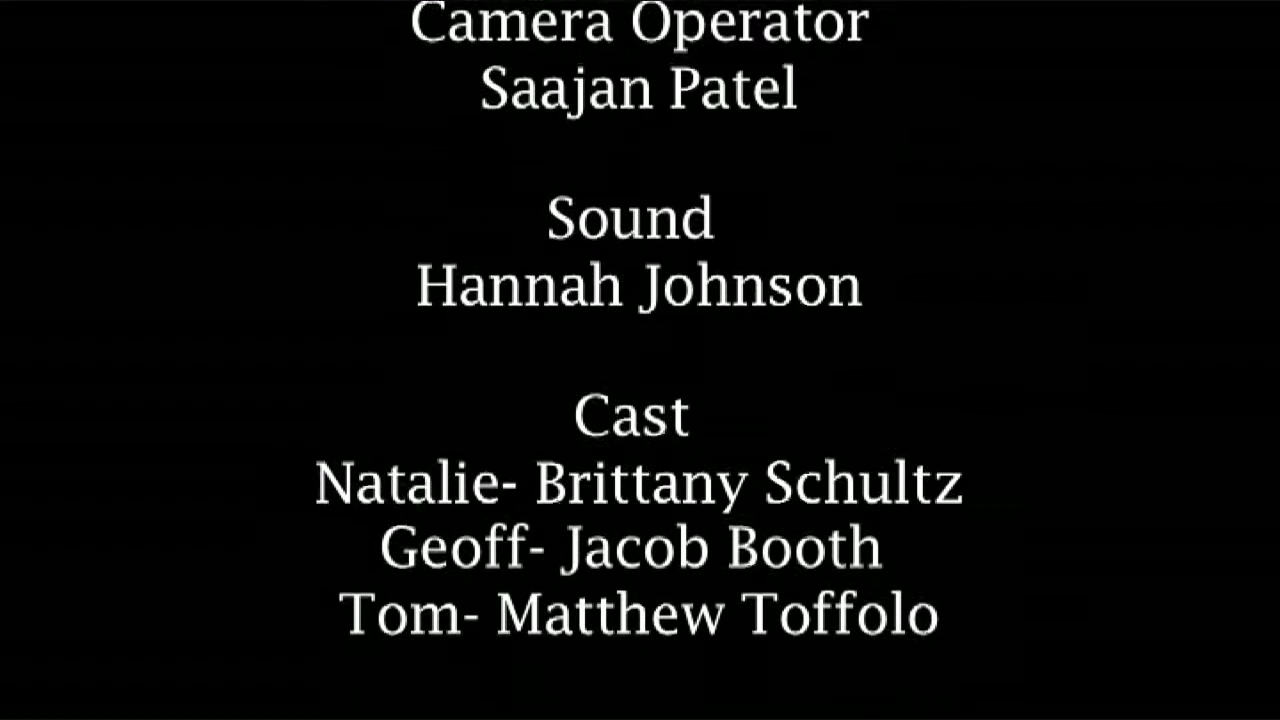 Camera Operator
Saajan Patel
Sound
Hannah Johnson
Cast
Natalie- Brittany Schultz
Geoff- Jacob Booth
Tom- Matthew Toffolo